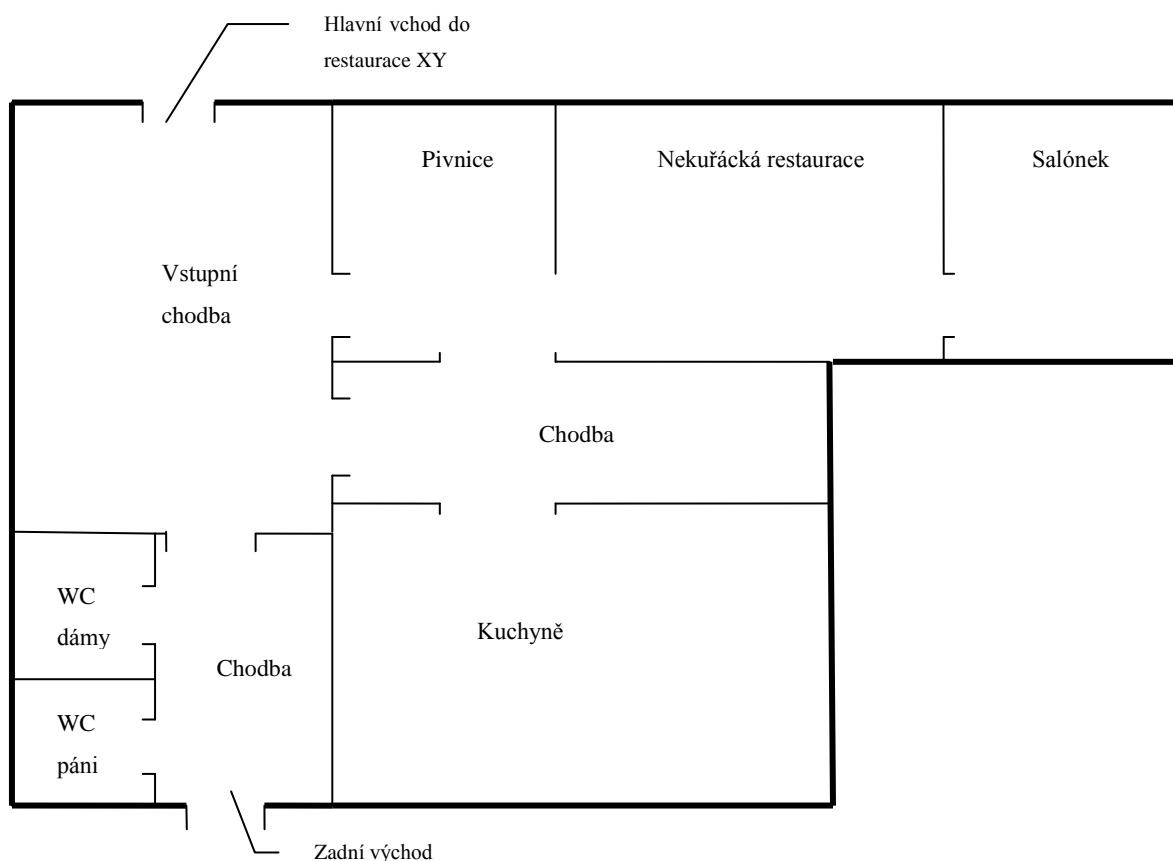 Hlavní vchod do
restaurace XY
Pivnice
Nekuřácká restaurace
Salónek
Vstupní
chodba
Chodba
WC
dámy
Kuchyně
Chodba
WC
páni
Zadní východ